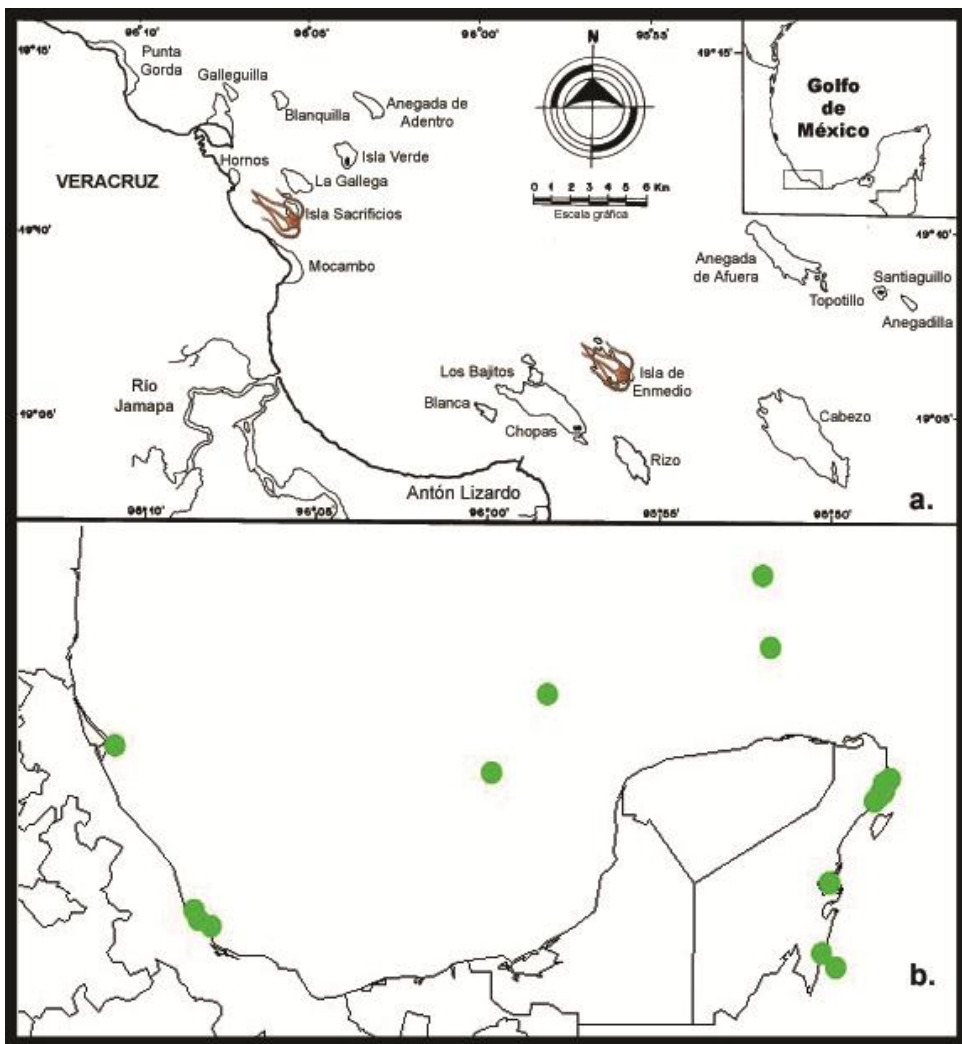 96°10'
96°05'
96°00'
95°55'
19°15'
19°15'
Punta
Gorda
Galleguilla
Blanquilla
Anegada de
Adentro
N
Golfo
de
México
Hornos
Isla Verde
VERACRUZ
La Gallega
Isla Sacrificios
0 1 2 3 4 5 6 Km
Escala gráfica
19°10'
19°10'
Mocambo
Anegada
de Afuera
Topotillo
Santiaguillo
Anegadilla
Río
Jamapa
Los Bajitos
Isla de
Enmedio
Blanca
Chopas
Cabezo
19°05'
19°05'
Rizo
Antón Lizardo
a.
96°10'
96°05'
96°00'
95°55'
95°50'
b.